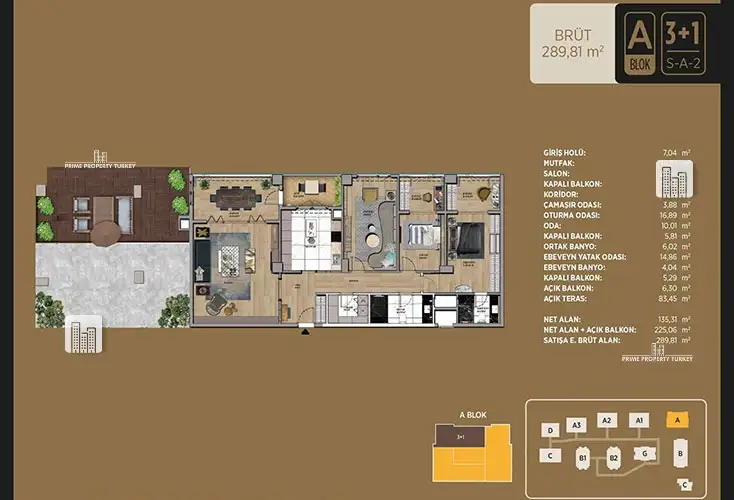 BRÜT
289,81 m²
A
BLOK
3+1
S-A-2
PRIME PROPERTY TURKEY
GİRİŞ HOLÜ: 7,04 m²
MUTFAK:
SALON:
KAPALI BALKON:
KORİDOR:
ÇAMAŞIR ODASI: 3,88 m²
OTURMA ODASI: 16,89 m²
ODA: 10,01 m²
KAPALI BALKON: 5,81 m²
ORTAK BANYO: 6,02 m²
EBEVEYN YATAK ODASI: 14,86 m²
EBEVEYN BANYO: 4,04 m²
KAPALI BALKON: 5,29 m²
AÇIK BALKON: 6,30 m²
AÇIK TERAS: 83,45 m²
NET ALAN: 135,31 m²
NET ALAN + AÇIK BALKON: 225,06 m²
SATIŞA E. BRÜT ALAN: 289,81 m²
PRIME PROPERTY TURKEY
A BLOK
3+1
D
A3
A2
A1
A
C
B1
B2
G
B
C